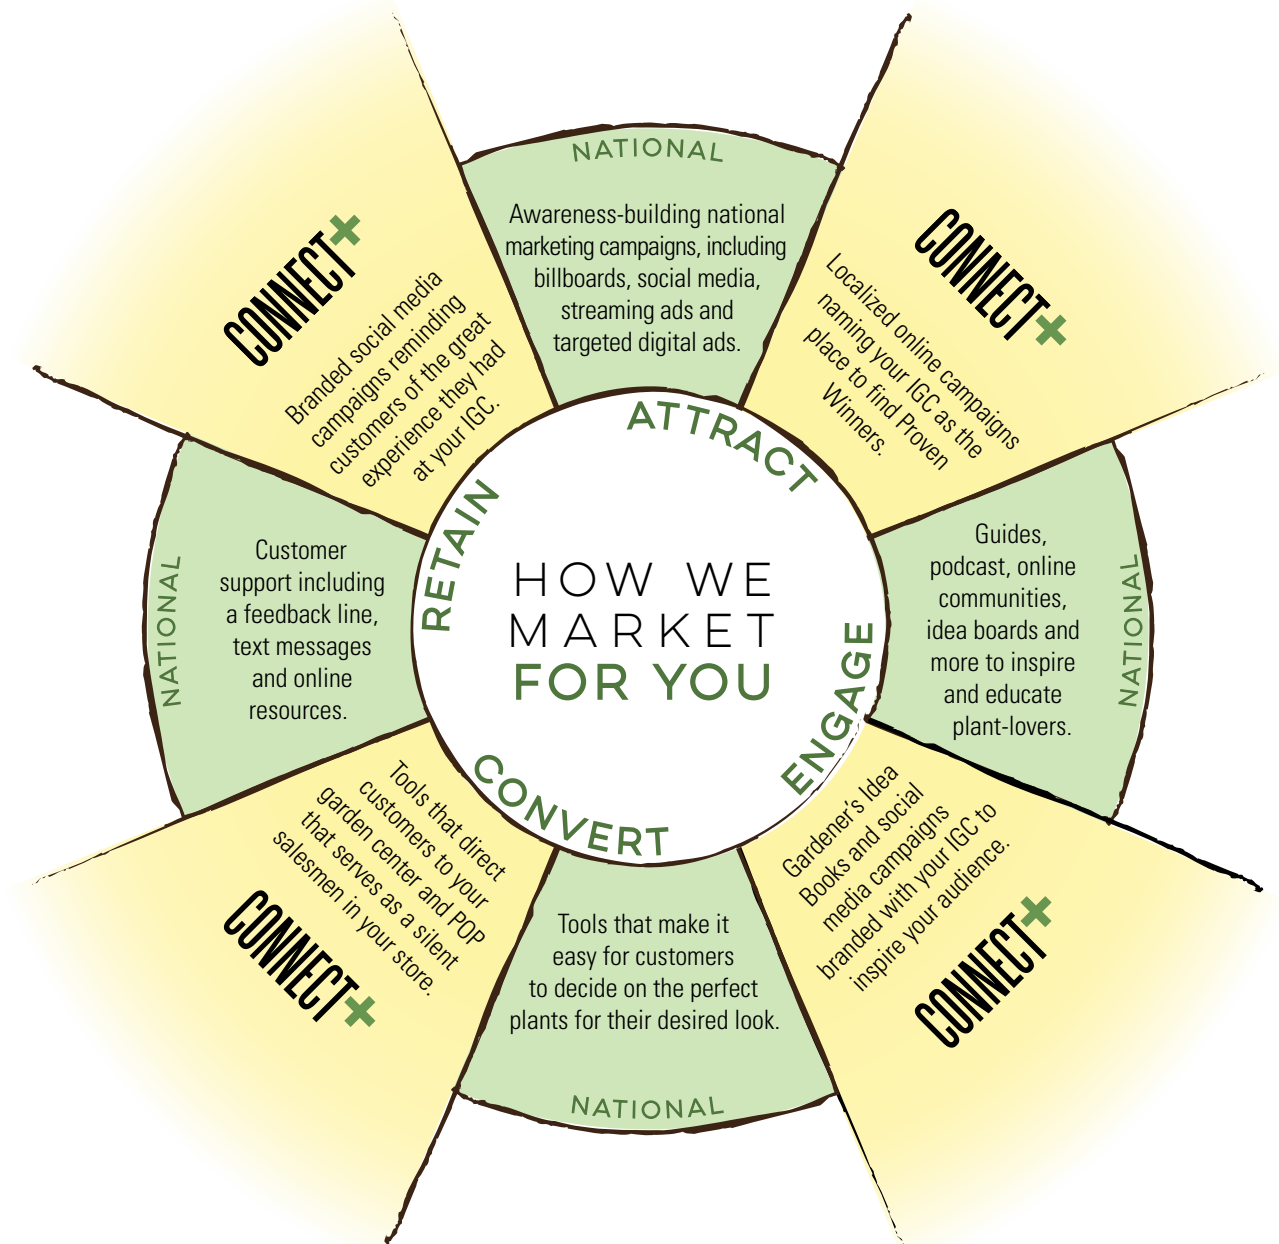 HOW WE
MARKET
FOR YOU
ATTRACT
NATIONAL
Awareness-building national
marketing campaigns, including
billboards, social media,
streaming ads and
targeted digital ads.
CONNECT+
Localized online campaigns
naming your IGC as the
place to find Proven
Winners.
ENGAGE
NATIONAL
Guides,
podcast, online
communities,
idea boards and
more to inspire
and educate
plant-lovers.
Gardener's Idea
Books and social
media campaigns
branded with your IGC to
inspire your audience.
CONNECT+
CONVERT
Tools that make it
easy for customers
to decide on the perfect
plants for their desired look.
NATIONAL
Tools that direct
customers to your
garden center and POP
that serves as a silent
salesmen in your store.
CONNECT+
RETAIN
NATIONAL
Customer
support including
a feedback line,
text messages
and online
resources.
CONNECT+
Branded social media
campaigns reminding
customers of the great
experience they had
at your IGC.